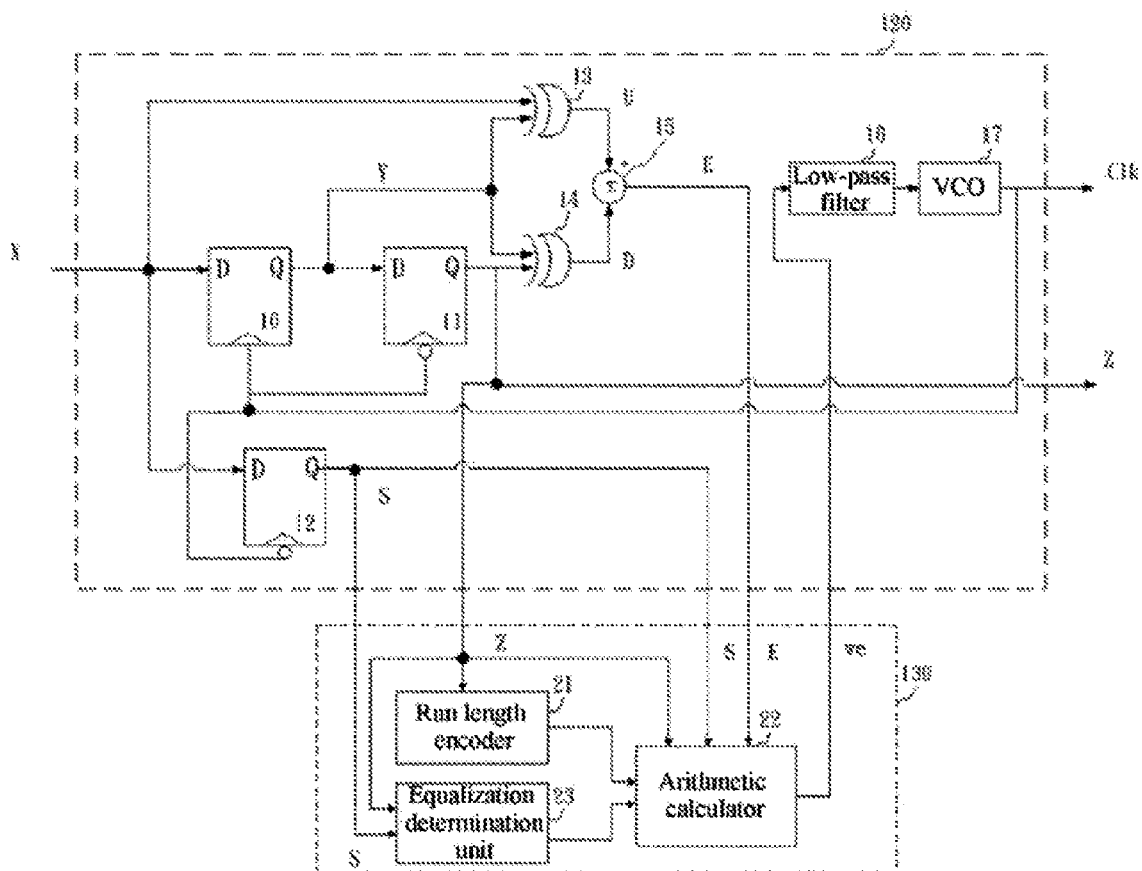 120
13
U
15
E
16
17
Low-pass
filter
VCO
Clk
Y
14
D
X
D
Q
10
D
Q
11
Z
D
Q
S
12
Z
S
E
ve
130
21
Run length
encoder
22
Arithmetic
calculator
Equalization
determination
unit
23
S